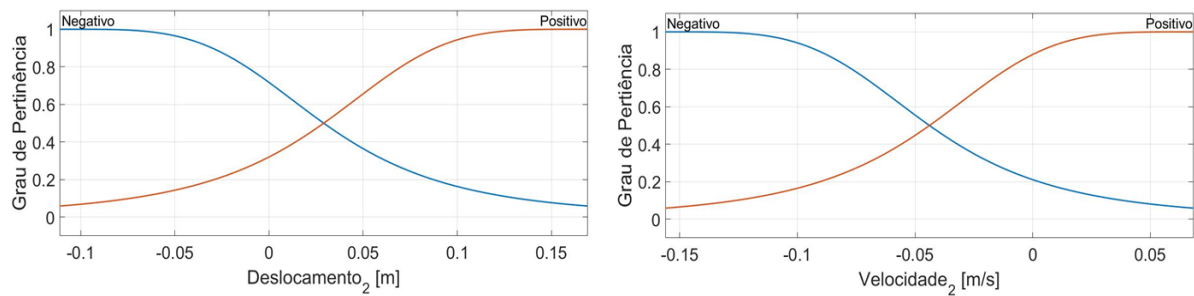 Negativo Positivo
Grau de Pertinência
1
0.8
0.6
0.4
0.2
0
-0.1 -0.05 0 0.05 0.1 0.15
Deslocamento2 [m]
Negativo Positivo
Grau de Pertiência
1
0.8
0.6
0.4
0.2
0
-0.15 -0.1 -0.05 0 0.05
Velocidade2 [m/s]